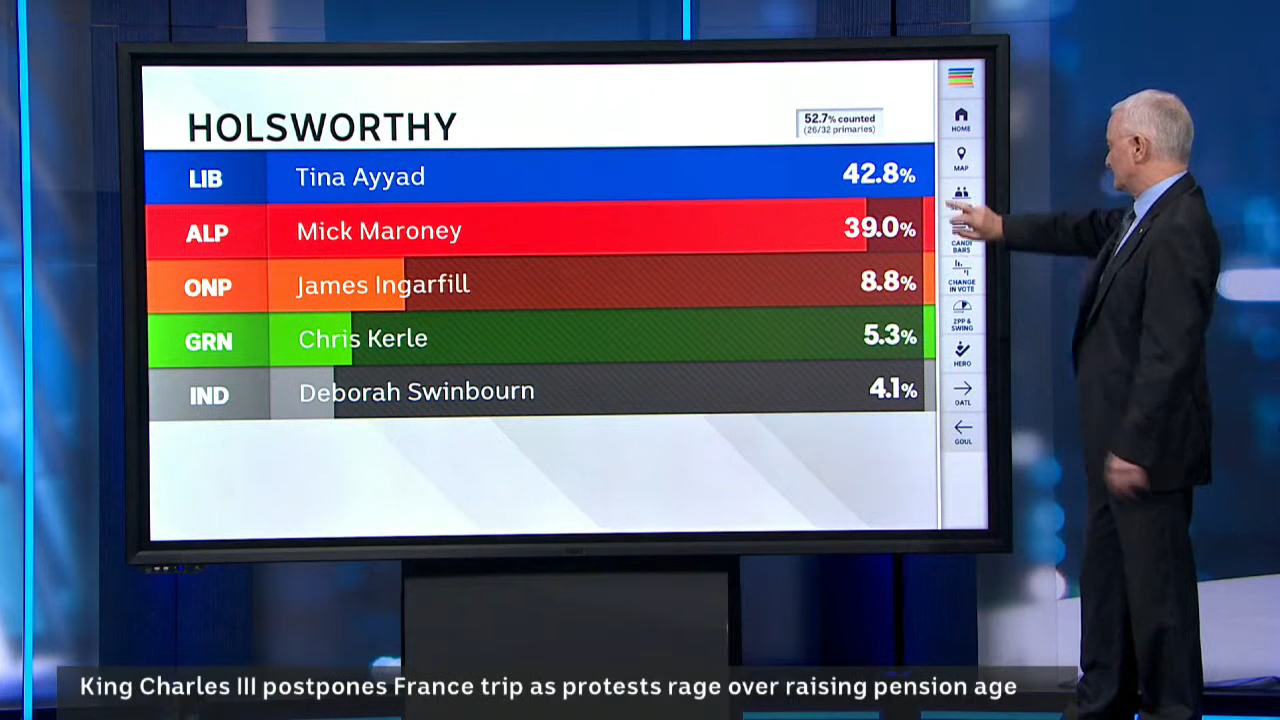 HOLSWORTHY
52.7% counted
(26/32 primaries)
LIB Tina Ayyad 42.8%
ALP Mick Maroney 39.0%
ONP James Ingarfill 8.8%
GRN Chris Kerle 5.3%
IND Deborah Swinbourn 4.1%
HOME
MAP
CANDI
BARS
CHANGE
IN VOTE
2PP &
SWING
HERO
OATL
GOUL
King Charles III postpones France trip as protests rage over raising pension age